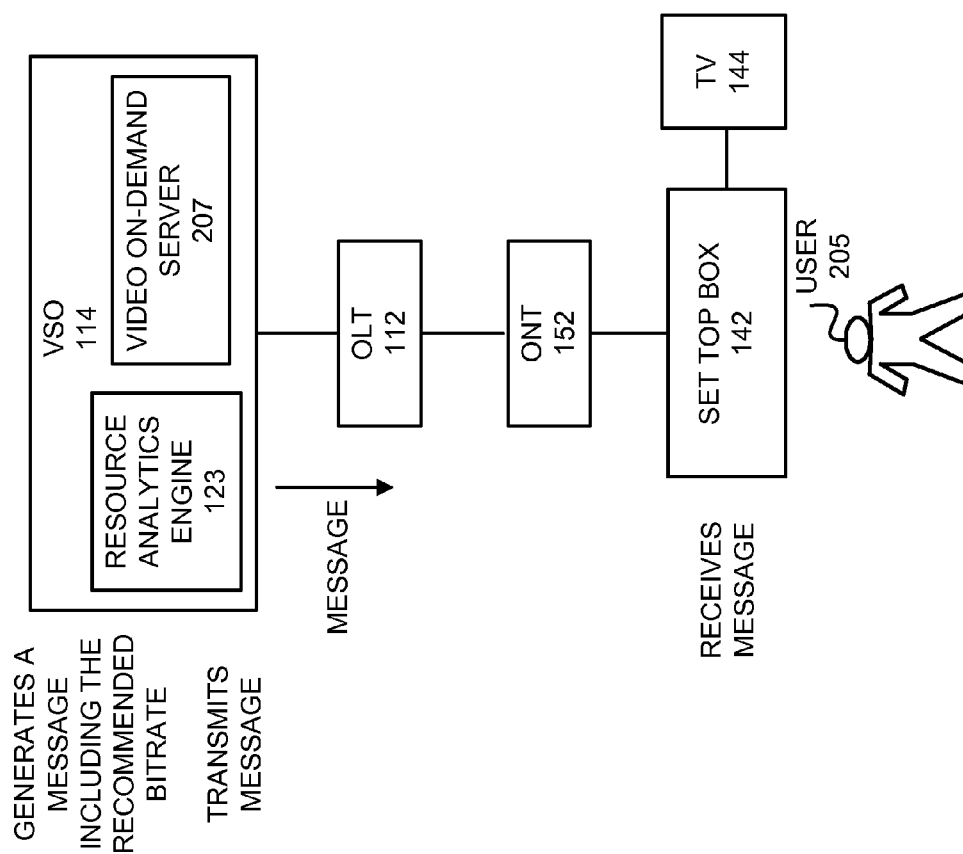 GENERATES A
MESSAGE
INCLUDING THE
RECOMMENDED
BITRATE
TRANSMITS
MESSAGE
VSO
114
RESOURCE
ANALYTICS
ENGINE
123
VIDEO ON-DEMAND
SERVER
207
MESSAGE
OLT
112
ONT
152
RECEIVES
MESSAGE
SET TOP BOX
142
TV
144
USER
205